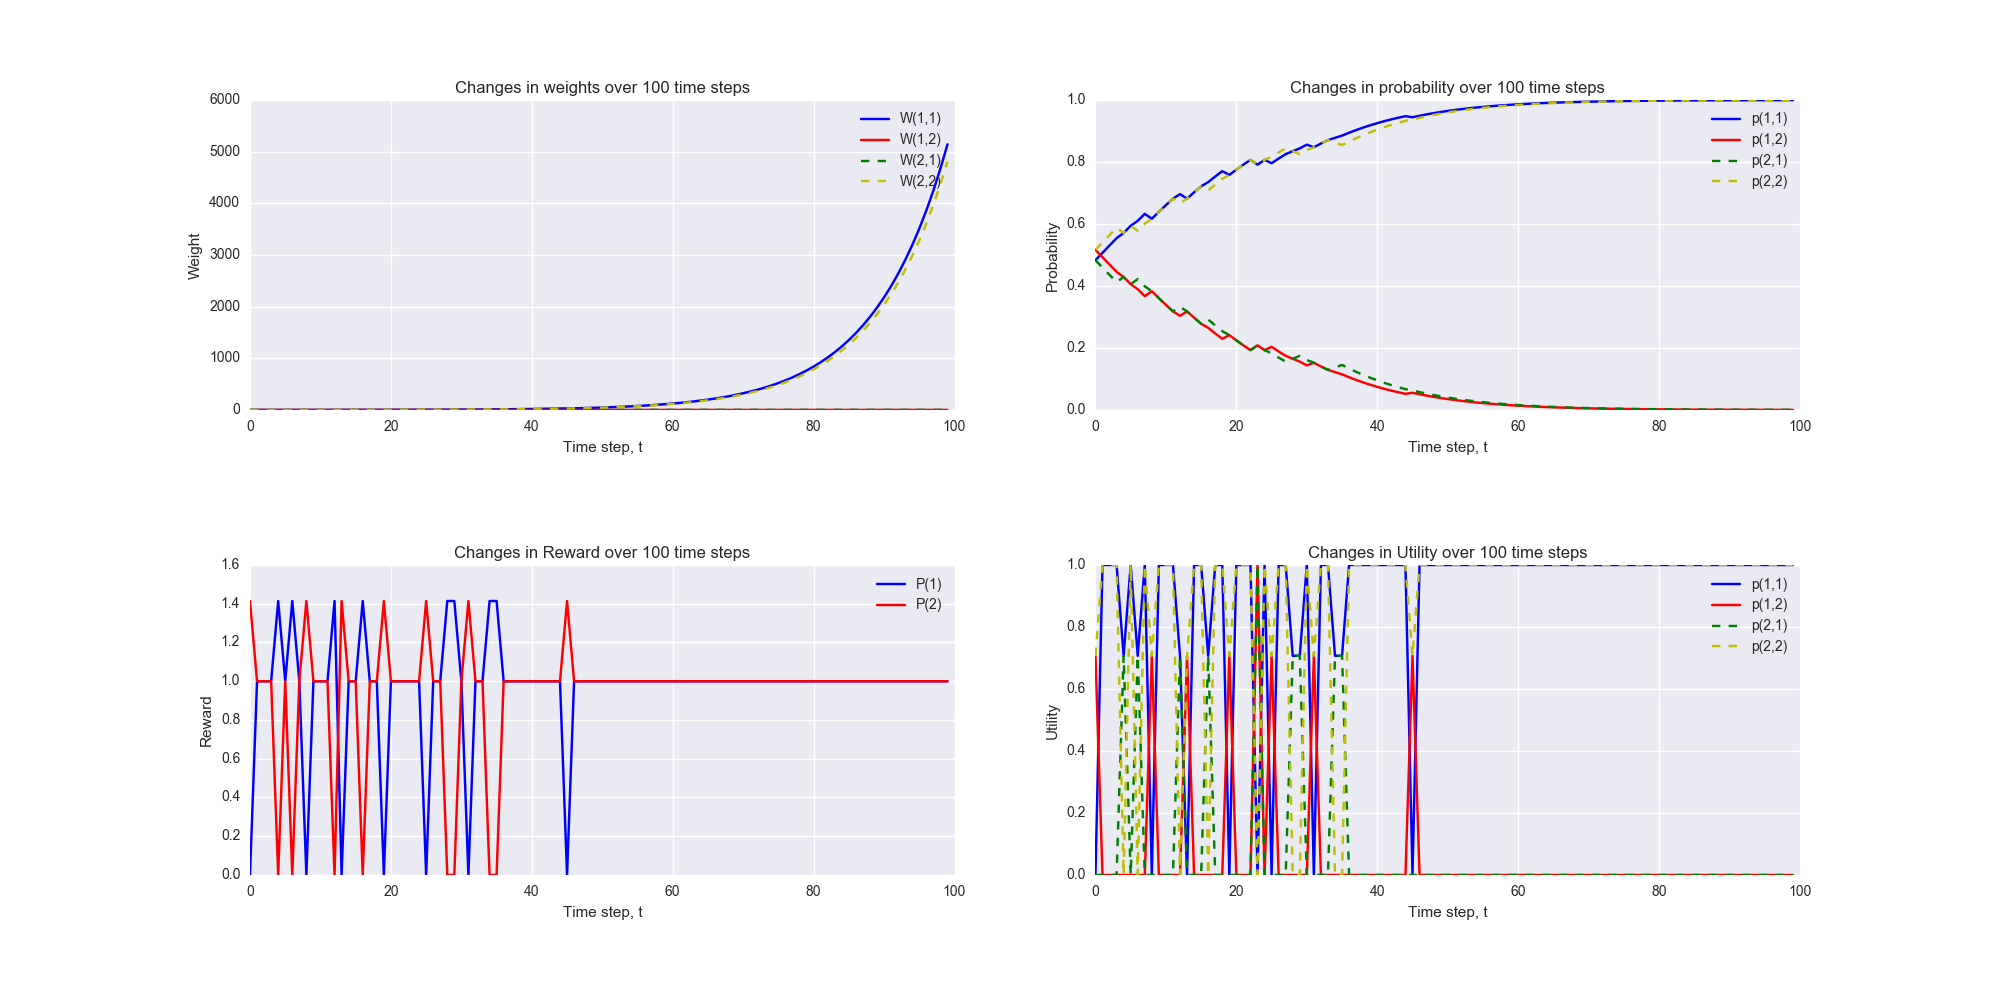 Changes in weights over 100 time steps
6000
5000
4000
3000
2000
1000
0
Weight
0 20 40 60 80 100
Time step, t
W(1,1)
W(1,2)
W(2,1)
W(2,2)
Changes in probability over 100 time steps
1.0
0.8
0.6
0.4
0.2
0.0
Probability
0 20 40 60 80 100
Time step, t
p(1,1)
p(1,2)
p(2,1)
p(2,2)
Changes in Reward over 100 time steps
1.6
1.4
1.2
1.0
0.8
0.6
0.4
0.2
0.0
Reward
0 20 40 60 80 100
Time step, t
P(1)
P(2)
Changes in Utility over 100 time steps
1.0
0.8
0.6
0.4
0.2
0.0
Utility
0 20 40 60 80 100
Time step, t
p(1,1)
p(1,2)
p(2,1)
p(2,2)